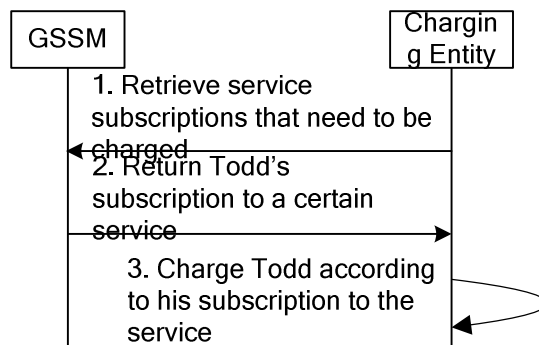 GSSM
Chargin
g Entity
1. Retrieve service
subscriptions that need to be
charged
2. Return Todd's
subscription to a certain
service
3. Charge Todd according
to his subscription to the
service